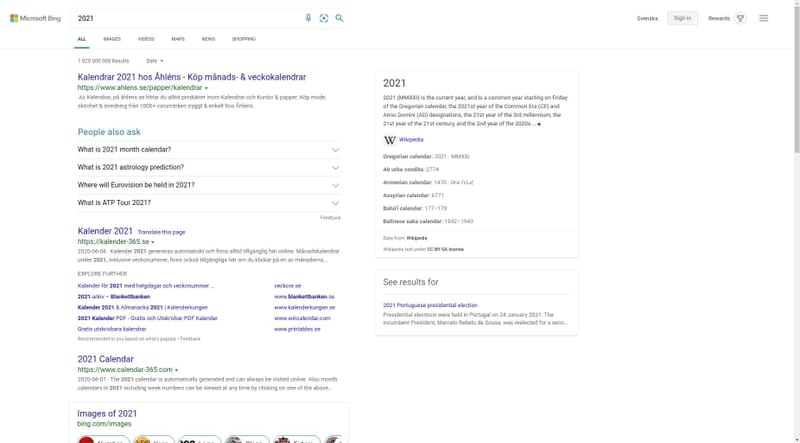 Microsoft Bing
2021
Svenska
Sign in
Rewards
ALL
IMAGES
VIDEOS
MAPS
NEWS
SHOPPING
1 020 000 000 Results
Date
Kalendrar 2021 hos Åhléns - Köp månads- & veckokalendrar
https://www.ahlens.se/papper/kalendrar
Ad Kalendrar, på åhlens.se hittar du alltid produkter inom Kalendrar och Kontor & papper. Köp mode,
skönhet & inredning från 1000+ varumärken tryggt & enkelt hos Åhlens.
People also ask
What is 2021 month calendar?
What is 2021 astrology prediction?
Where will Eurovision be held in 2021?
What is ATP Tour 2021?
Feedback
Kalender 2021 Translate this page
https://kalender-365.se
2020-06-08 · Kalender 2021 genereras automatiskt och finns alltid tillgänglig här online. Månadskalendrar
under 2021, inklusive veckonummer, finns också tillgängliga här om du klickar på en av månaderna...
EXPLORE FURTHER
Kalender för 2021 med helgdagar och veckonummer ...
veckonr.se
2021-arkiv – Blankettbanken
www.blankettbanken.se
Kalender 2021 & Almanacka 2021 | Kalenderkungen
www.kalenderkungen.se
2021 Kalender PDF - Gratis och Utskrivbar PDF Kalender
www.wincalendar.com
Gratis utskrivbara kalendrar
www.printables.se
Recommended to you based on what's popular • Feedback
2021 Calendar
https://www.calendar-365.com
2020-06-07 · The 2021 calendar is automatically generated and can always be visited online. Also month
calendars in 2021 including week numbers can be viewed at any time by clicking on one of the above...
Images of 2021
bing.com/images
2021
2021 (MMXXI) is the current year, and is a common year starting on Friday
of the Gregorian calendar, the 2021st year of the Common Era (CE) and
Anno Domini (AD) designations, the 21st year of the 3rd millennium, the
21st year of the 21st century, and the 2nd year of the 2020s ...
W Wikipedia
Gregorian calendar: 2021 · MMXXI
Ab urbe condita: 2774
Armenian calendar: 1470 ·
Assyrian calendar: 6771
Bahá'í calendar: 177–178
Balinese saka calendar: 1942–1943
Data from: Wikipedia
Wikipedia text under CC-BY-SA license
See results for
2021 Portuguese presidential election
Presidential elections were held in Portugal on 24 January 2021. The
incumbent President, Marcelo Rebelo de Sousa, was reelected for a seco...